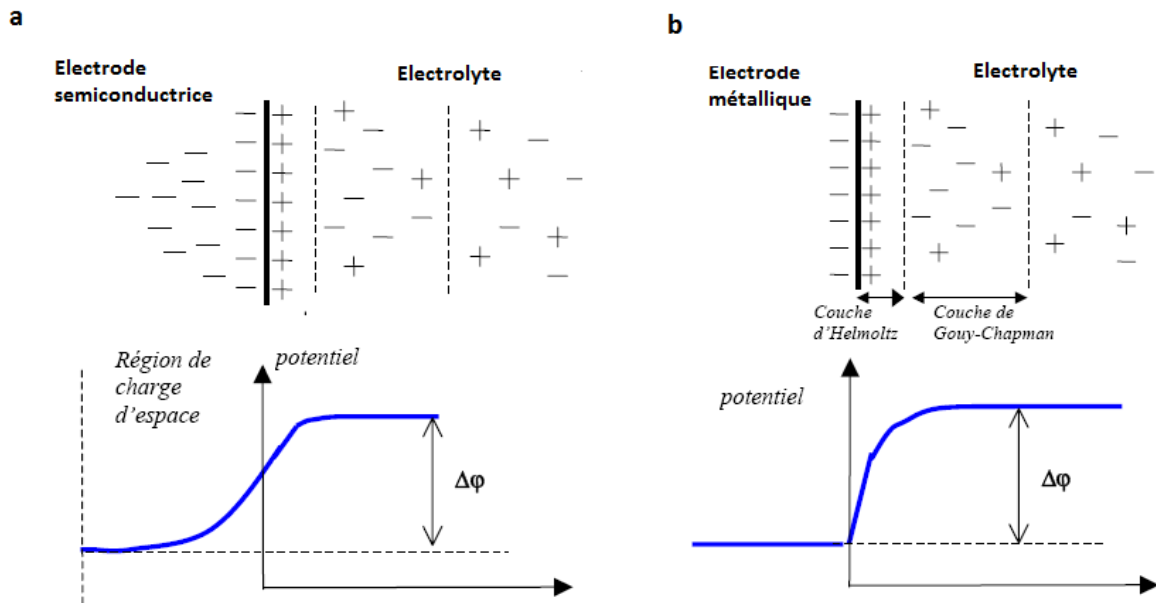 a
Electrode
semiconductrice
Electrolyte
Région de
charge
d'espace
potentiel
Δφ
b
Electrode
métallique
Electrolyte
Couche
d'Helmoltz
Couche de
Gouy-Chapman
potentiel
Δφ